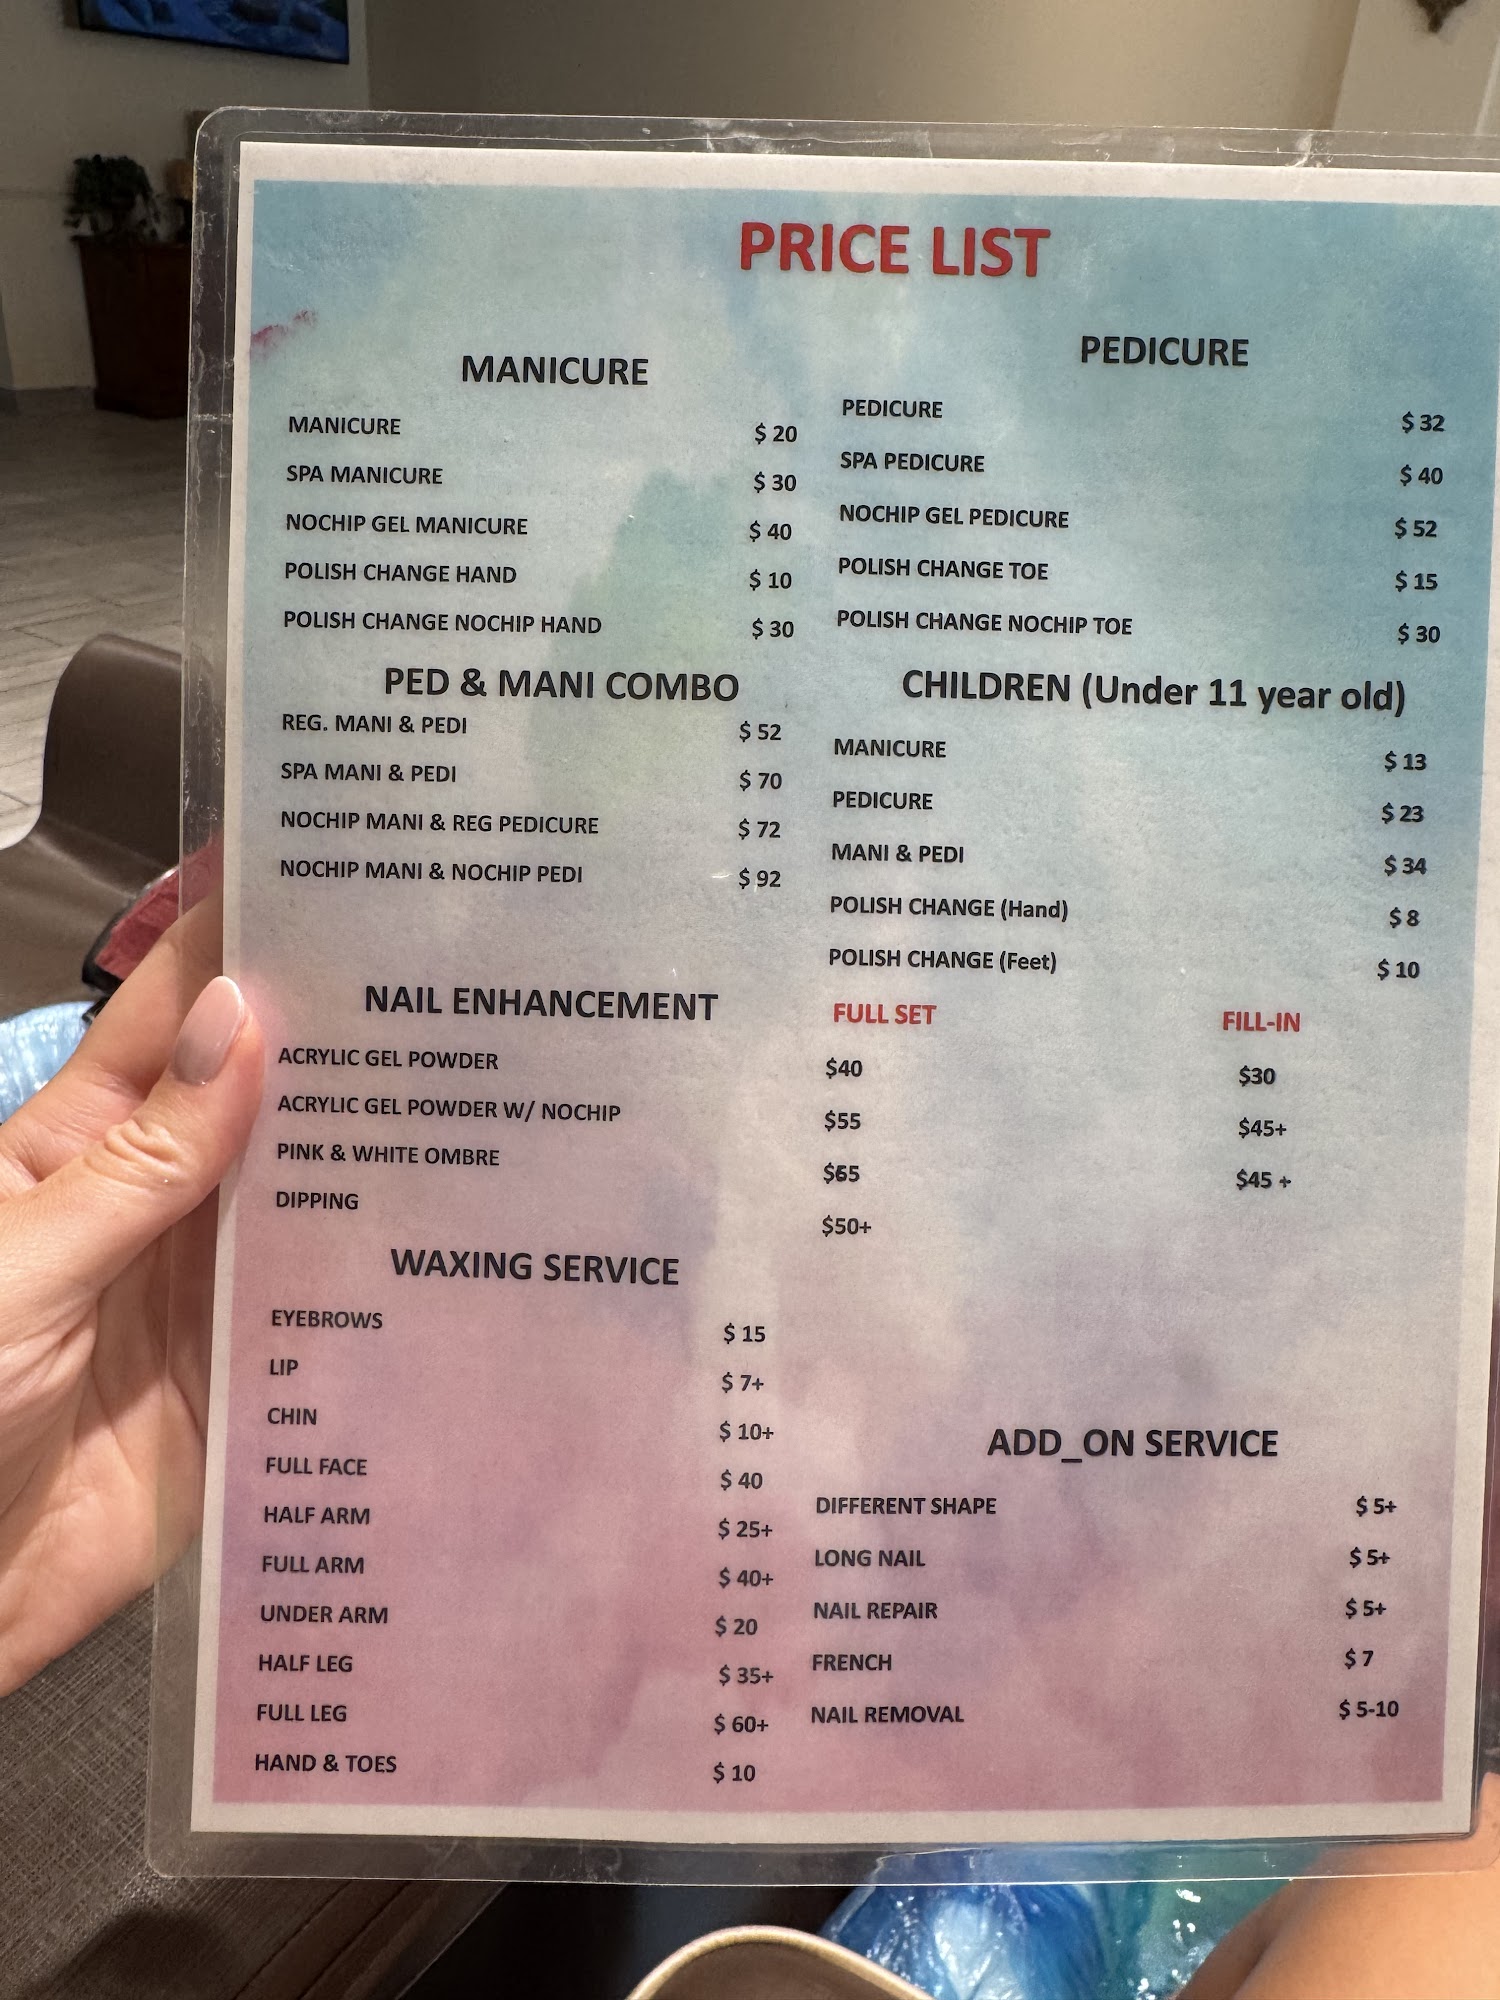 PRICE LIST
MANICURE
MANICURE $ 20
SPA MANICURE $ 30
NOCHIP GEL MANICURE $ 40
POLISH CHANGE HAND $ 10
POLISH CHANGE NOCHIP HAND $ 30
PEDICURE
PEDICURE $ 32
SPA PEDICURE $ 40
NOCHIP GEL PEDICURE $ 52
POLISH CHANGE TOE $ 15
POLISH CHANGE NOCHIP TOE $ 30
PED & MANI COMBO
REG. MANI & PEDI $ 52
SPA MANI & PEDI $ 70
NOCHIP MANI & REG PEDICURE $ 72
NOCHIP MANI & NOCHIP PEDI $ 92
CHILDREN (Under 11 year old)
MANICURE $ 13
PEDICURE $ 23
MANI & PEDI $ 34
POLISH CHANGE (Hand) $ 8
POLISH CHANGE (Feet) $ 10
NAIL ENHANCEMENT FULL SET FILL-IN
ACRYLIC GEL POWDER $40 $30
ACRYLIC GEL POWDER W/ NOCHIP $55 $45+
PINK & WHITE OMBRE $65 $45 +
DIPPING $50+
WAXING SERVICE
EYEBROWS $ 15
LIP $ 7+
CHIN $ 10+
FULL FACE $ 40
HALF ARM $ 25+
FULL ARM $ 40+
UNDER ARM $ 20
HALF LEG $ 35+
FULL LEG $ 60+
HAND & TOES $ 10
ADD_ON SERVICE
DIFFERENT SHAPE $ 5+
LONG NAIL $ 5+
NAIL REPAIR $ 5+
FRENCH $ 7
NAIL REMOVAL $ 5-10